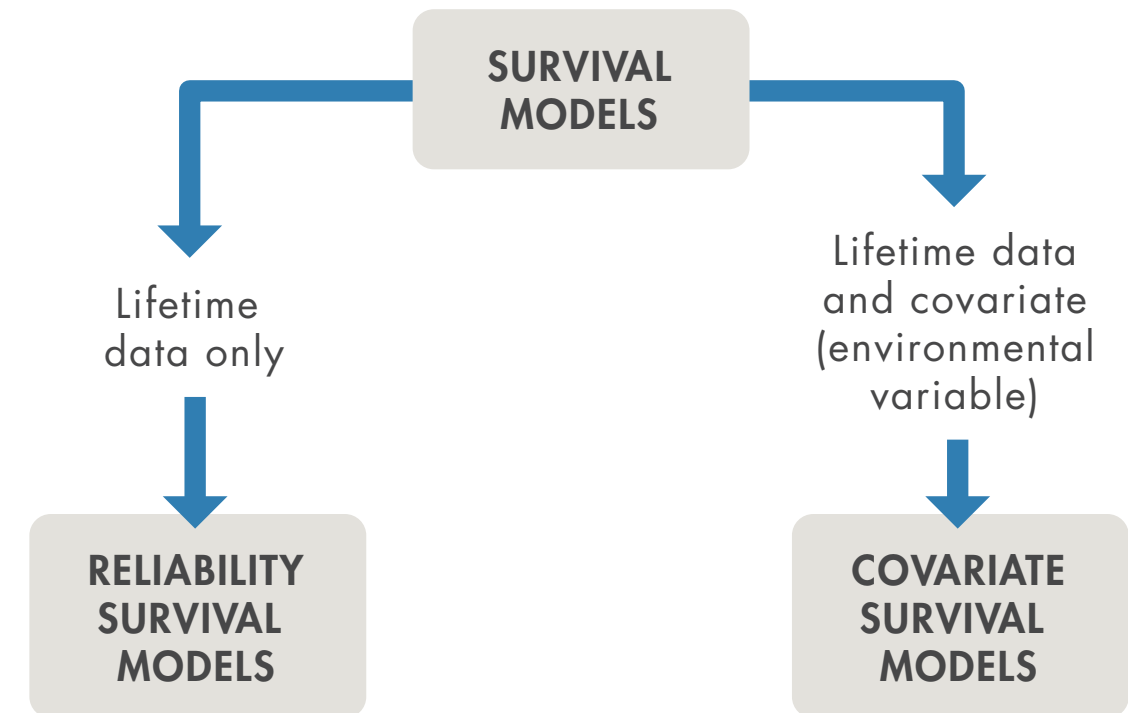 SURVIVAL
MODELS
Lifetime
data only
RELIABILITY
SURVIVAL
MODELS
Lifetime data
and covariate
(environmental
variable)
COVARIATE
SURVIVAL
MODELS